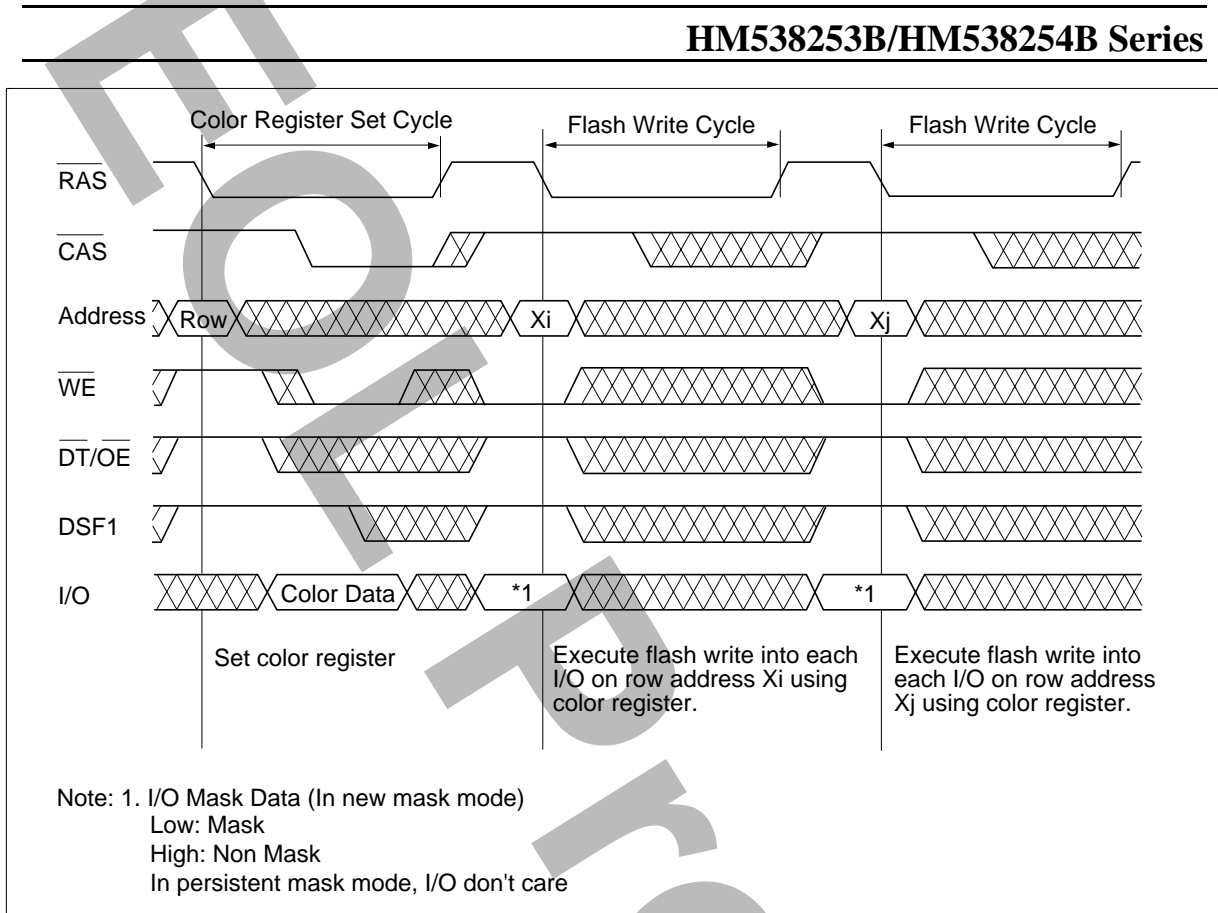 HM538253B/HM538254B Series
Color Register Set Cycle
Flash Write Cycle
Flash Write Cycle
RAS
CAS
Address
Row
Xi
Xj
WE
DT/OE
DSF1
I/O
Color Data
*1
*1
Set color register
Execute flash write into each
I/O on row address Xi using
color register.
Execute flash write into
each I/O on row address
Xj using color register.
Note: 1. I/O Mask Data (In new mask mode)
Low: Mask
High: Non Mask
In persistent mask mode, I/O don't care
EOL Pr